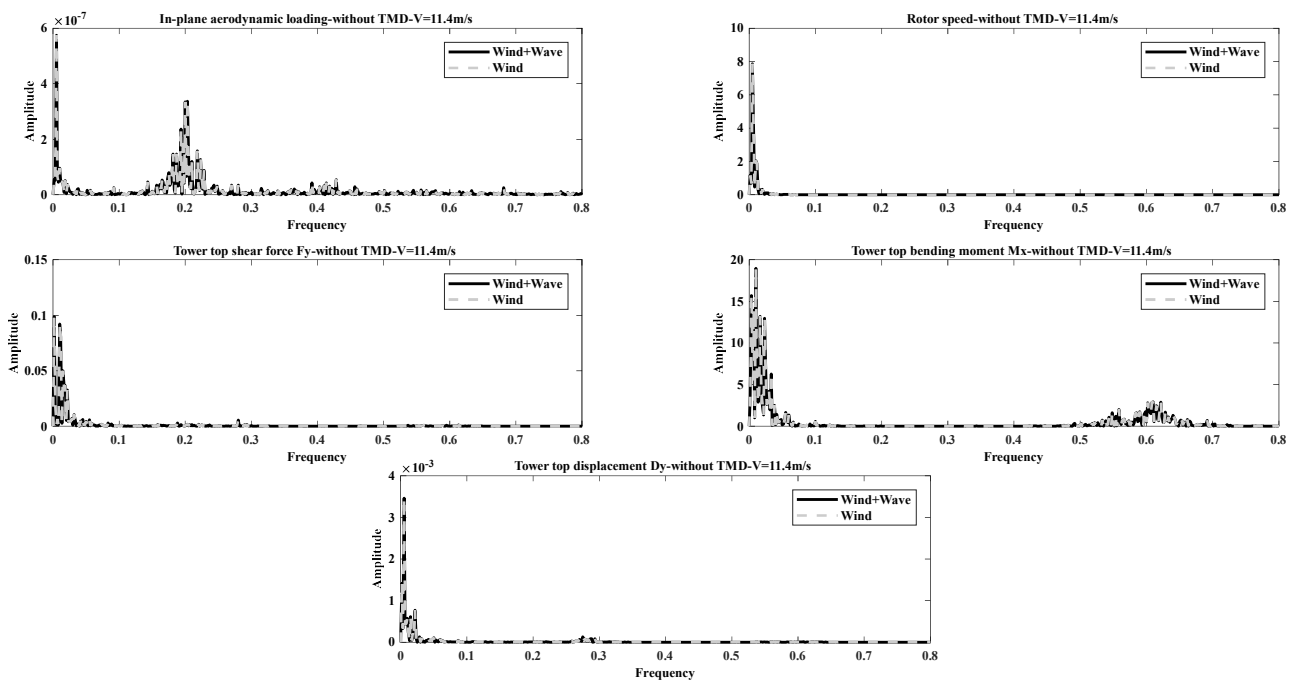 In-plane aerodynamic loading-without TMD-V=11.4m/s
×10⁻⁷
6
4
2
0
Amplitude
Wind+Wave
Wind
0 0.1 0.2 0.3 0.4 0.5 0.6 0.7 0.8
Frequency
Rotor speed-without TMD-V=11.4m/s
10
8
6
4
2
0
Amplitude
Wind+Wave
Wind
0 0.1 0.2 0.3 0.4 0.5 0.6 0.7 0.8
Frequency
Tower top shear force Fy-without TMD-V=11.4m/s
0.15
0.1
0.05
0
Amplitude
Wind+Wave
Wind
0 0.1 0.2 0.3 0.4 0.5 0.6 0.7 0.8
Frequency
Tower top bending moment Mx-without TMD-V=11.4m/s
20
15
10
5
0
Amplitude
Wind+Wave
Wind
0 0.1 0.2 0.3 0.4 0.5 0.6 0.7 0.8
Frequency
Tower top displacement Dy-without TMD-V=11.4m/s
×10⁻³
4
3
2
1
0
Amplitude
Wind+Wave
Wind
0 0.1 0.2 0.3 0.4 0.5 0.6 0.7 0.8
Frequency